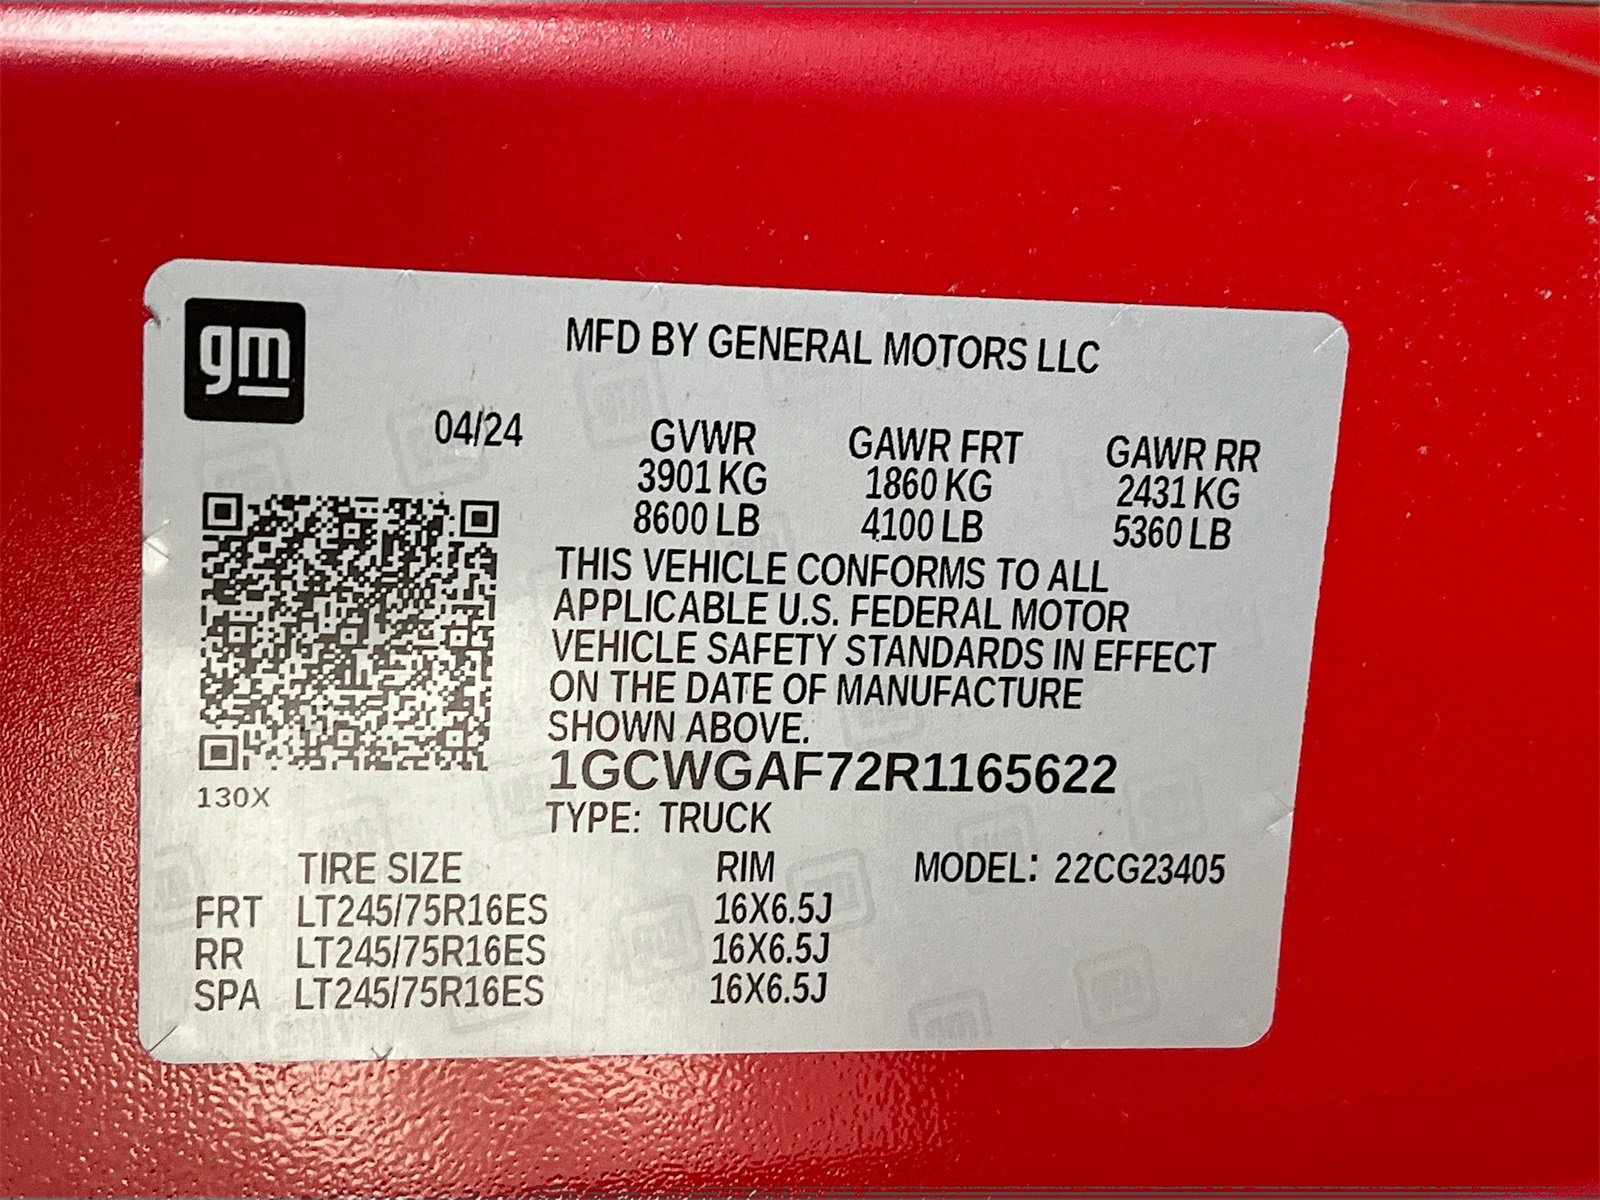 gm
MFD BY GENERAL MOTORS LLC
04/24
GVWR GAWR FRT GAWR RR
3901 KG 1860 KG 2431 KG
8600 LB 4100 LB 5360 LB
THIS VEHICLE CONFORMS TO ALL
APPLICABLE U.S. FEDERAL MOTOR
VEHICLE SAFETY STANDARDS IN EFFECT
ON THE DATE OF MANUFACTURE
SHOWN ABOVE.
1GCWGAF72R1165622
130X
TYPE: TRUCK
TIRE SIZE RIM MODEL: 22CG23405
FRT LT245/75R16ES 16X6.5J
RR LT245/75R16ES 16X6.5J
SPA LT245/75R16ES 16X6.5J